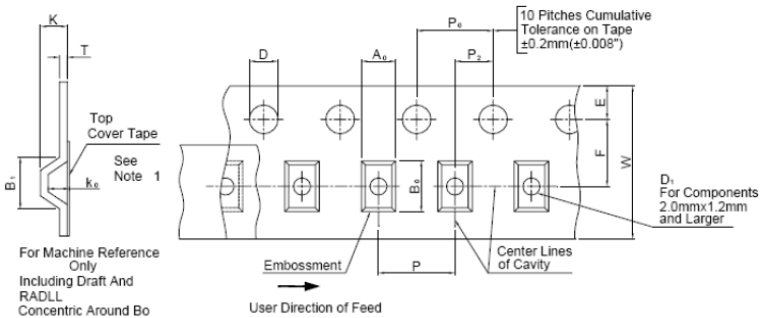 K
T
D
A₀
P₀
P₂
10 Pitches Cumulative
Tolerance on Tape
±0.2mm(±0.008")
Top
Cover Tape
See
Note 1
B₁
k₀
B₀
E
F
W
D₁
For Components
2.0mmx1.2mm
and Larger
For Machine Reference
Only
Including Draft And
RADLL
Concentric Around Bo
Embossment
P
Center Lines
of Cavity
User Direction of Feed